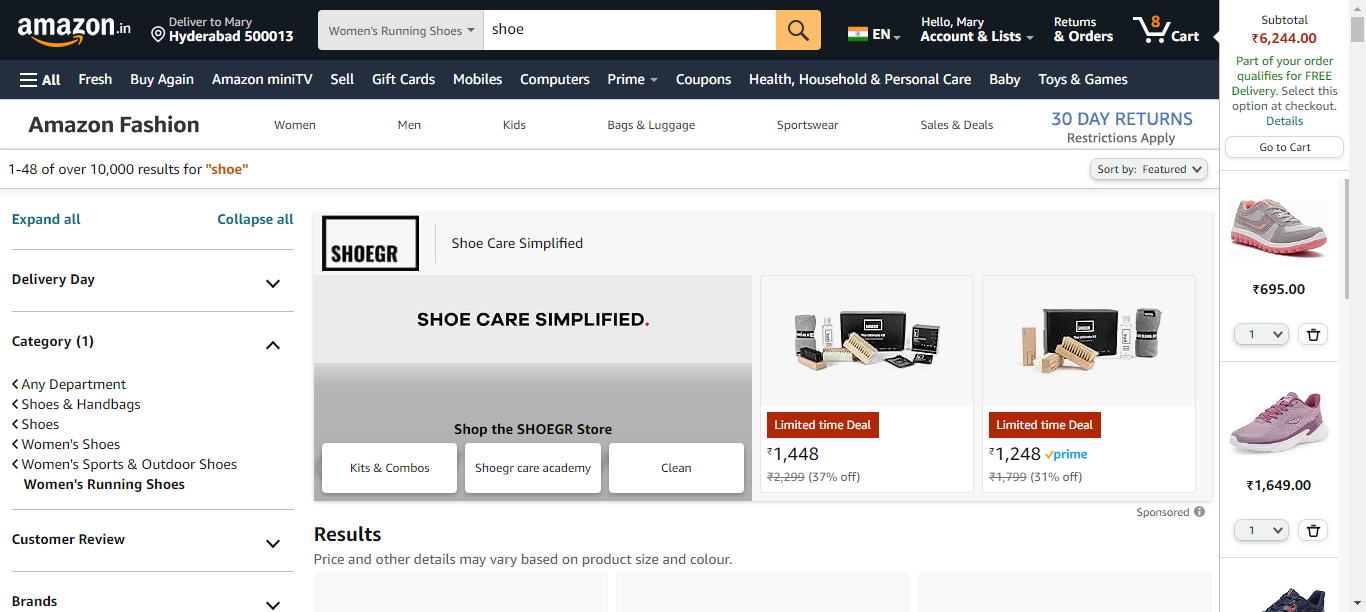 amazon.in
Deliver to Mary
Hyderabad 500013
Women's Running Shoes
shoe
EN
Hello, Mary
Account & Lists
Returns
& Orders
8
Cart
All
Fresh
Buy Again
Amazon miniTV
Sell
Gift Cards
Mobiles
Computers
Prime
Coupons
Health, Household & Personal Care
Baby
Toys & Games
Amazon Fashion
Women
Men
Kids
Bags & Luggage
Sportswear
Sales & Deals
30 DAY RETURNS
Restrictions Apply
1-48 of over 10,000 results for "shoe"
Sort by: Featured
Expand all
Collapse all
Delivery Day
Category (1)
Any Department
Shoes & Handbags
Shoes
Women's Shoes
Women's Sports & Outdoor Shoes
Women's Running Shoes
Customer Review
Brands
SHOEGR
Shoe Care Simplified
SHOE CARE SIMPLIFIED.
Shop the SHOEGR Store
Kits & Combos
Shoegr care academy
Clean
Limited time Deal
₹1,448
₹2,299 (37% off)
Limited time Deal
₹1,248 prime
₹1,799 (31% off)
Sponsored
Results
Price and other details may vary based on product size and colour.
Subtotal
₹6,244.00
Part of your order
qualifies for FREE
Delivery. Select this
option at checkout.
Details
Go to Cart
₹695.00
1
₹1,649.00
1